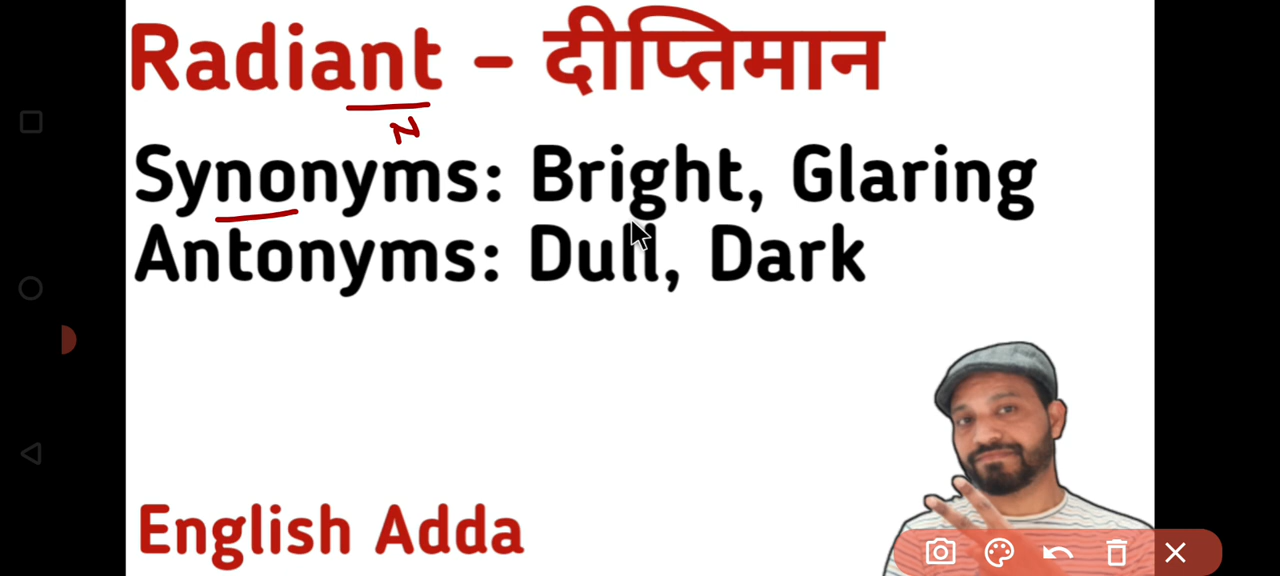 Radiant - दीप्तिमान
N
Synonyms: Bright, Glaring
Antonyms: Dull, Dark
English Adda